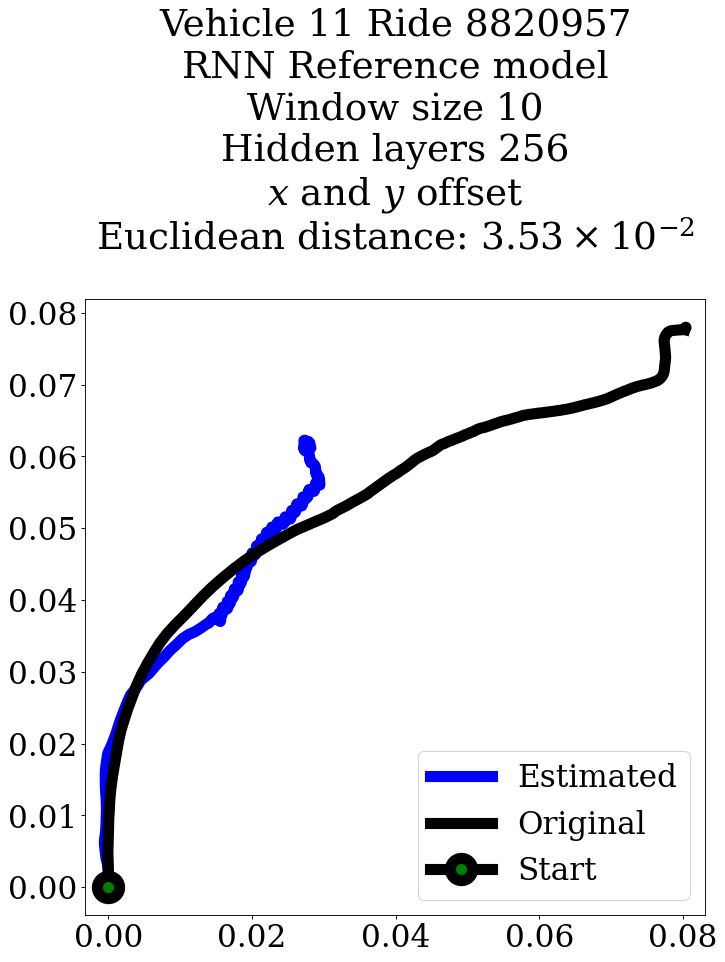 Vehicle 11 Ride 8820957
RNN Reference model
Window size 10
Hidden layers 256
x and y offset
Euclidean distance: 3.53 × 10⁻²
0.08
0.07
0.06
0.05
0.04
0.03
0.02
0.01
0.00
Estimated
Original
Start
0.00 0.02 0.04 0.06 0.08